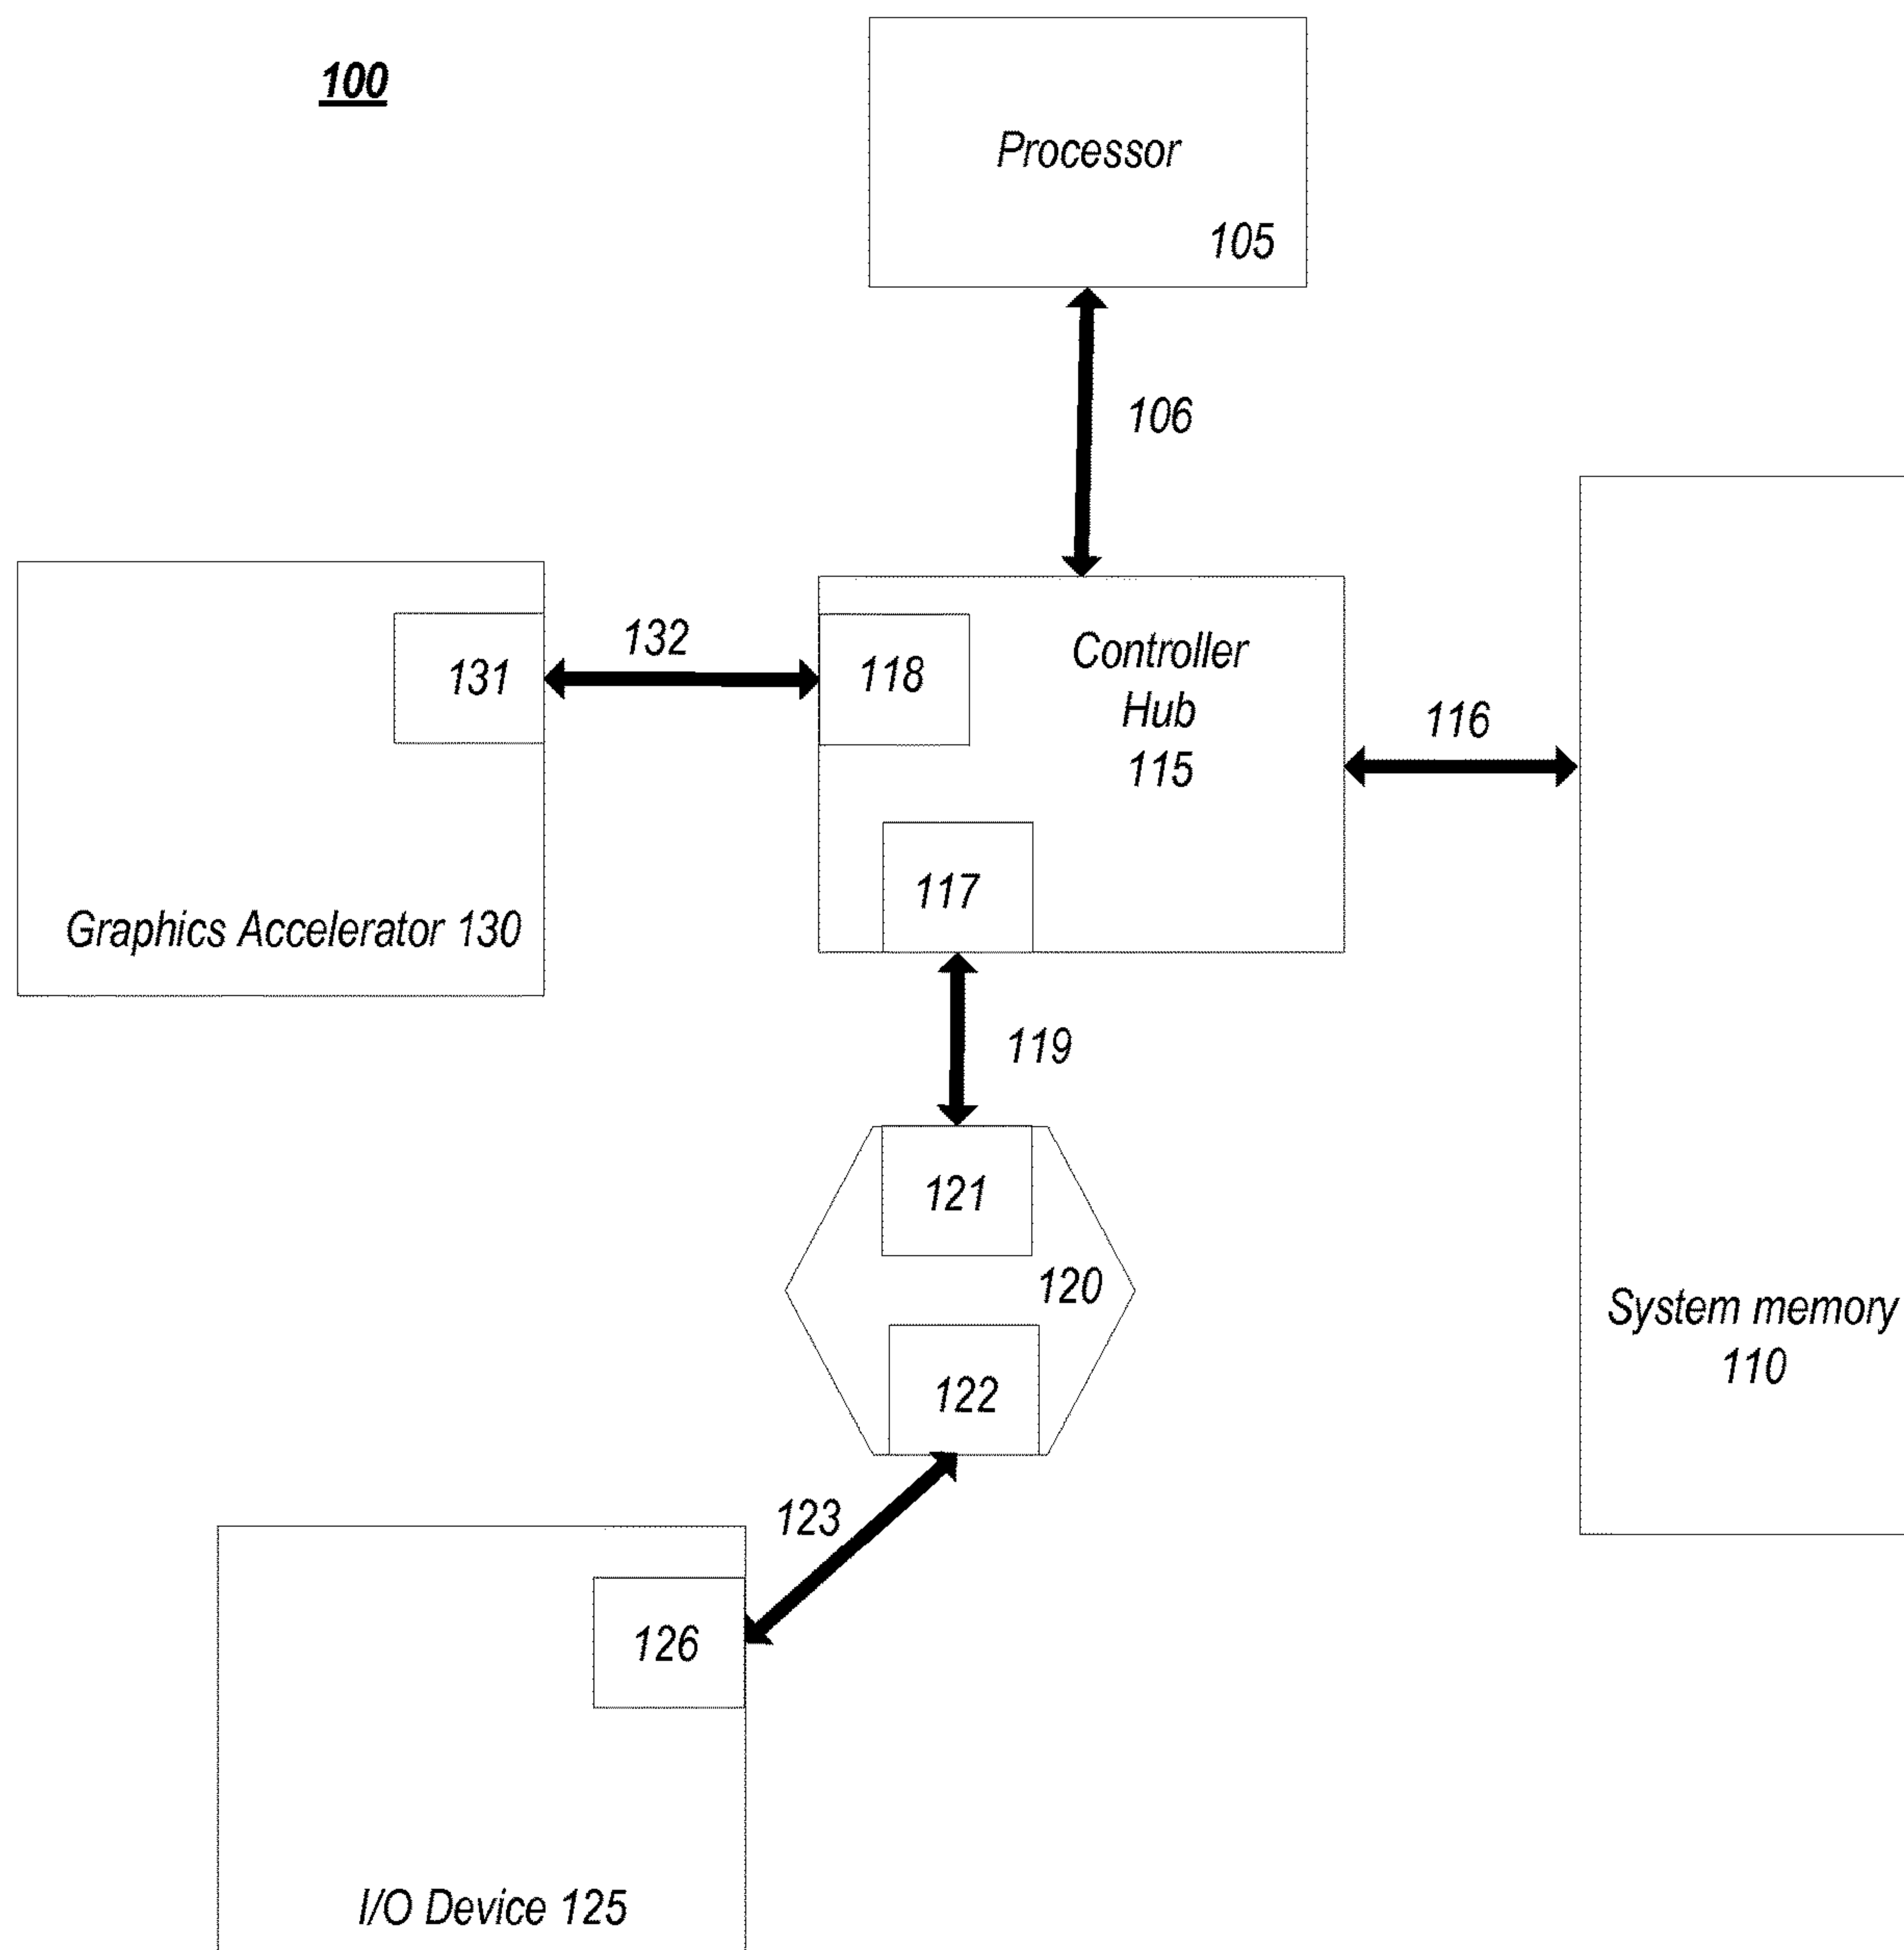 100
Processor
105
106
132
131
118
Controller
Hub
115
116
117
Graphics Accelerator 130
119
121
120
System memory
110
122
123
126
I/O Device 125